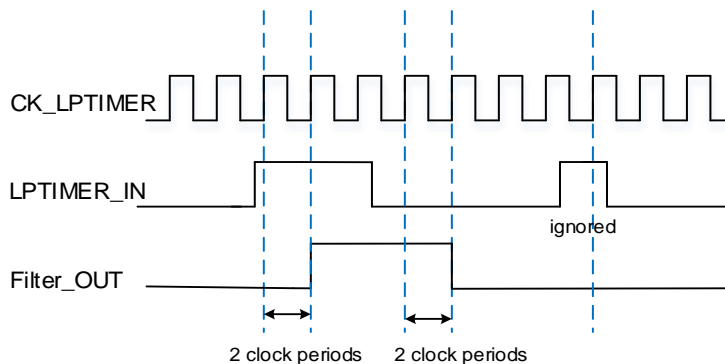 CK_LPTIMER
LPTIMER_IN
ignored
Filter_OUT
2 clock periods
2 clock periods